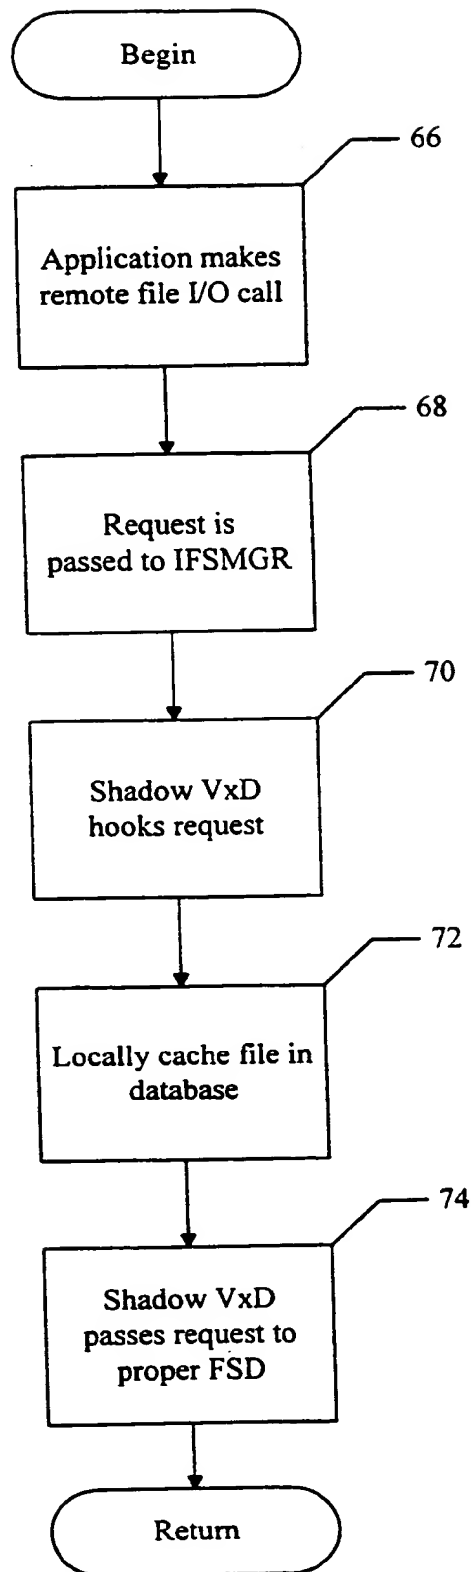 Begin
66
Application makes
remote file I/O call
68
Request is
passed to IFSMGR
70
Shadow VxD
hooks request
72
Locally cache file in
database
74
Shadow VxD
passes request to
proper FSD
Return